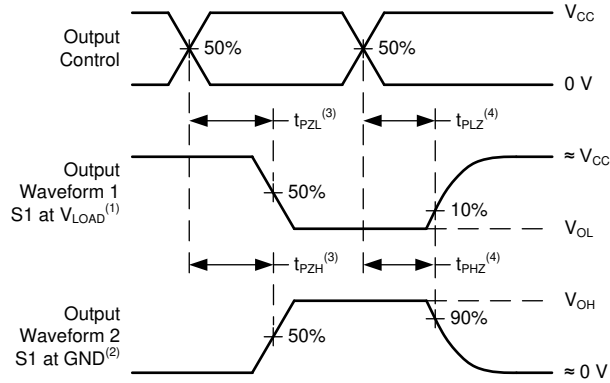 V_CC
Output
Control
50%
50%
0 V
t_PZL^(3)
t_PLZ^(4)
≈ V_CC
Output
Waveform 1
S1 at V_LOAD^(1)
50%
10%
V_OL
t_PZH^(3)
t_PHZ^(4)
V_OH
Output
Waveform 2
S1 at GND^(2)
50%
90%
≈ 0 V